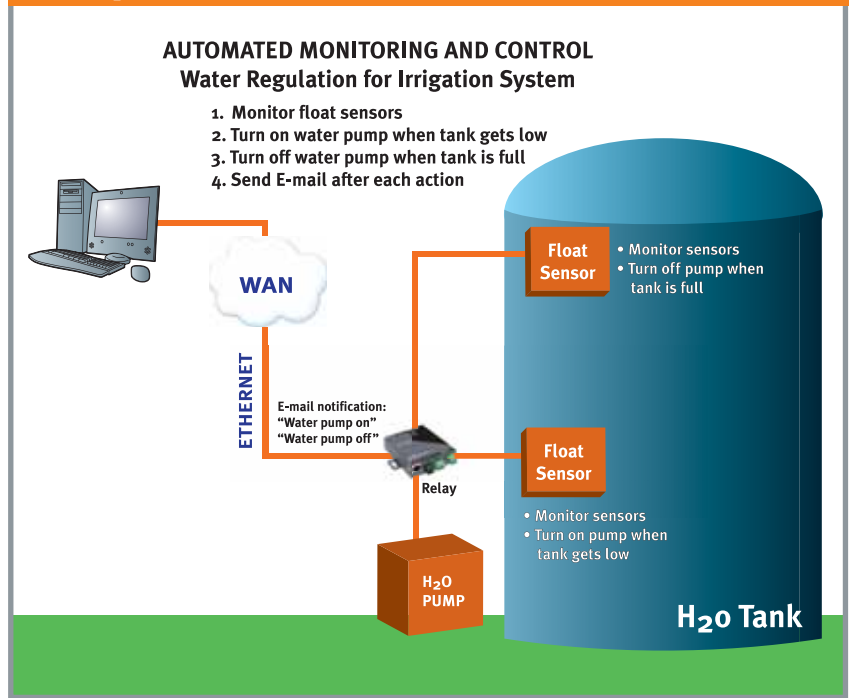 AUTOMATED MONITORING AND CONTROL
Water Regulation for Irrigation System
1. Monitor float sensors
2. Turn on water pump when tank gets low
3. Turn off water pump when tank is full
4. Send E-mail after each action
Float
Sensor
• Monitor sensors
• Turn off pump when
tank is full
WAN
ETHERNET
E-mail notification:
“Water pump on”
“Water pump off”
Relay
Float
Sensor
• Monitor sensors
• Turn on pump when
tank gets low
H2O
PUMP
H2o Tank